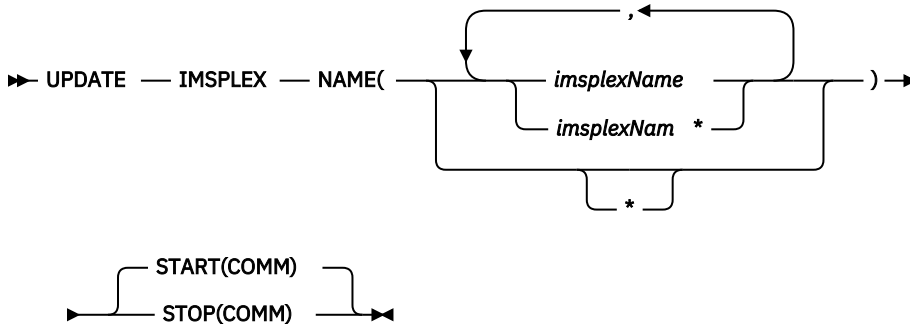 ,
UPDATE IMSPLEX NAME( imsplexName )
imsplexNam *
*
START(COMM)
STOP(COMM)